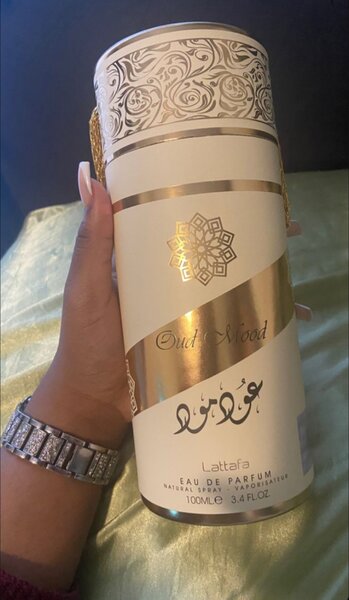 Oud Mood
عود مود
Lattafa
EAU DE PARFUM
NATURAL SPRAY - VAPORISATEUR
100ML℮ 3.4 FL.OZ